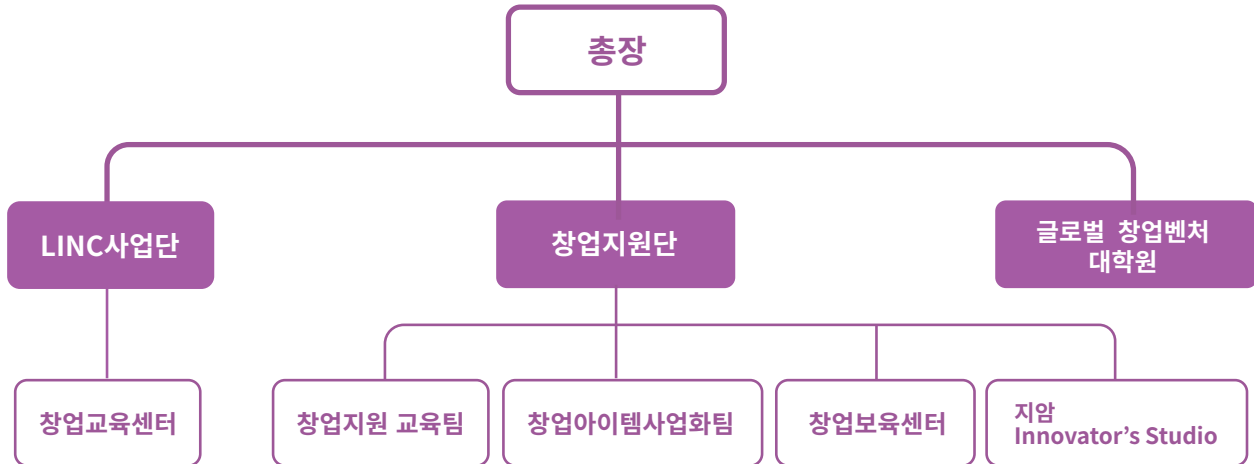 총장
LINC사업단
창업지원단
글로벌 창업벤처
대학원
창업교육센터
창업지원 교육팀
창업아이템사업화팀
창업보육센터
지암
Innovator's Studio